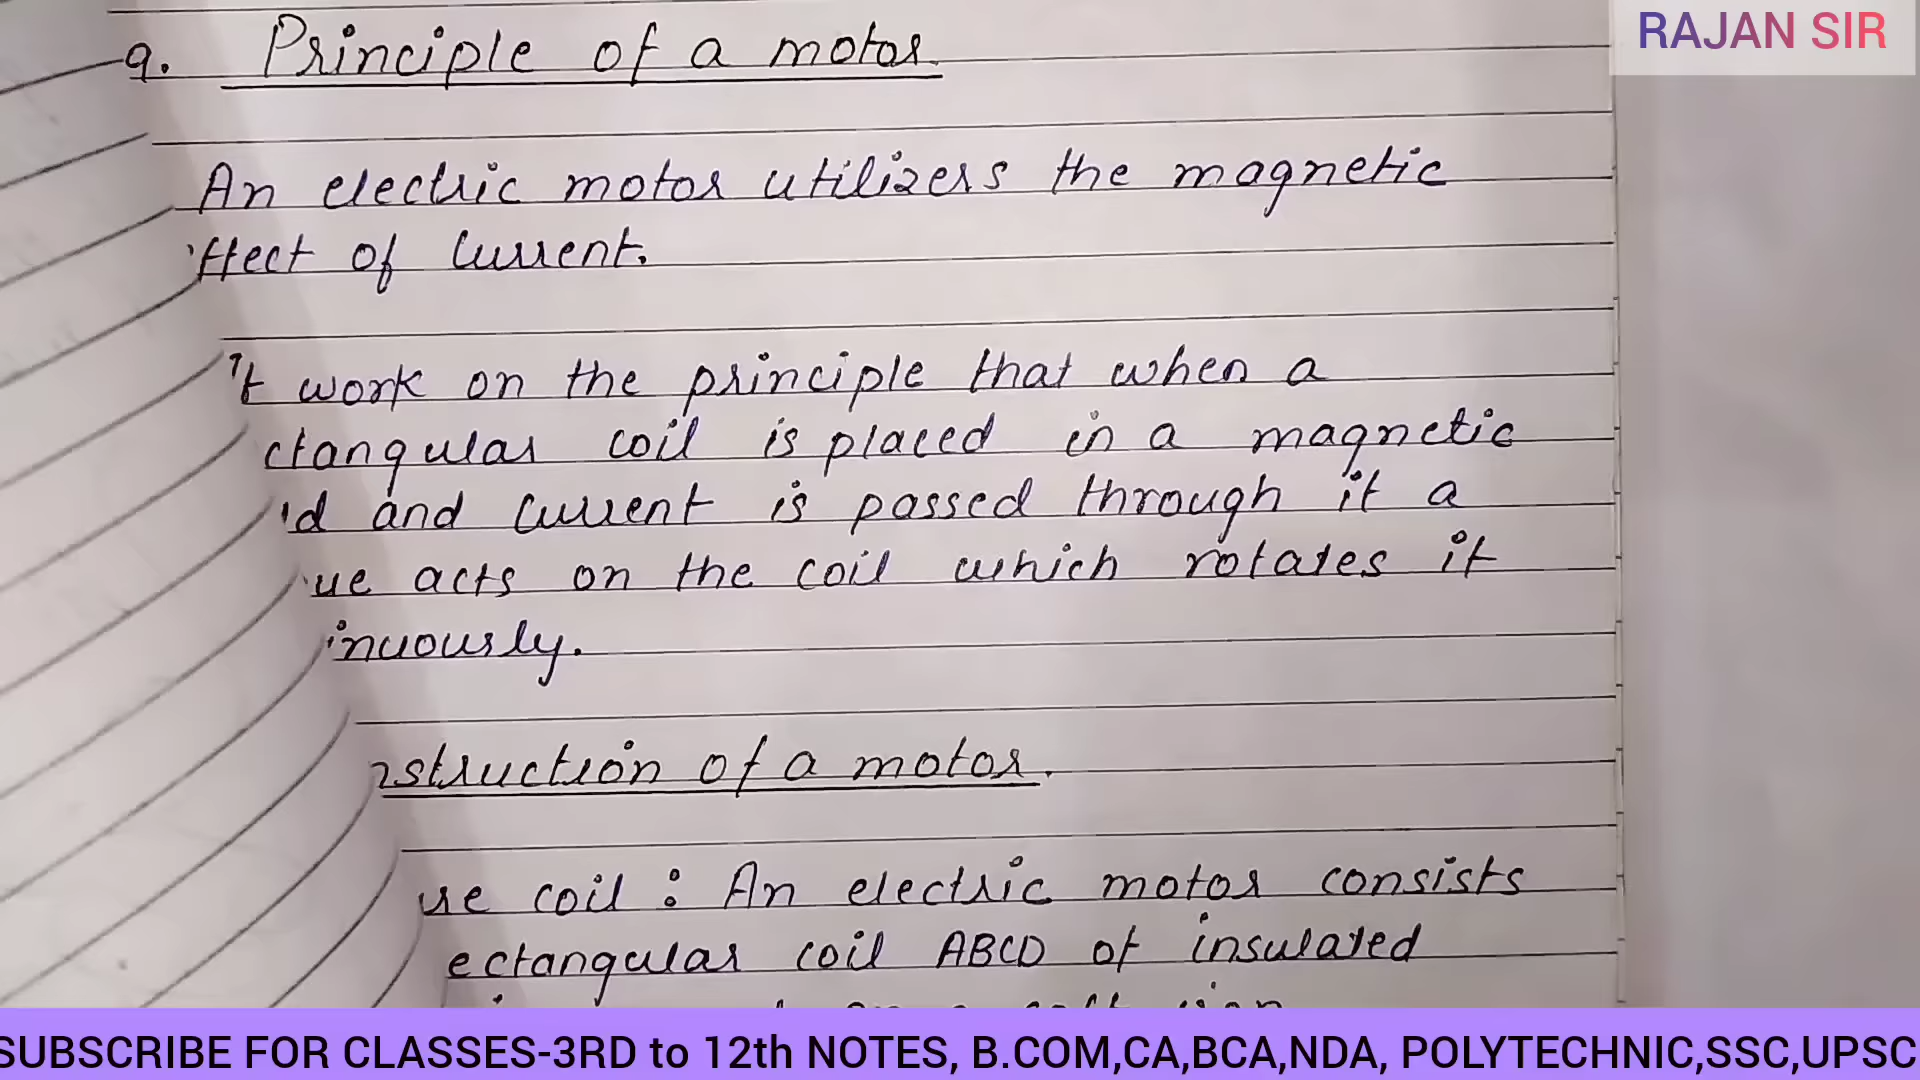 RAJAN SIR
9. Principle of a motor.
An electric motor utilizers the magnetic
ffect of Current.
It work on the principle that when a
ctangular coil is placed in a magnetic
d and Current is passed through it a
ue acts on the coil which rotates it
inuously.
nstruction of a motor.
re coil : An electric motor consists
ectangular coil ABCD of insulated
SUBSCRIBE FOR CLASSES-3RD to 12th NOTES, B.COM,CA,BCA,NDA, POLYTECHNIC,SSC,UPSC